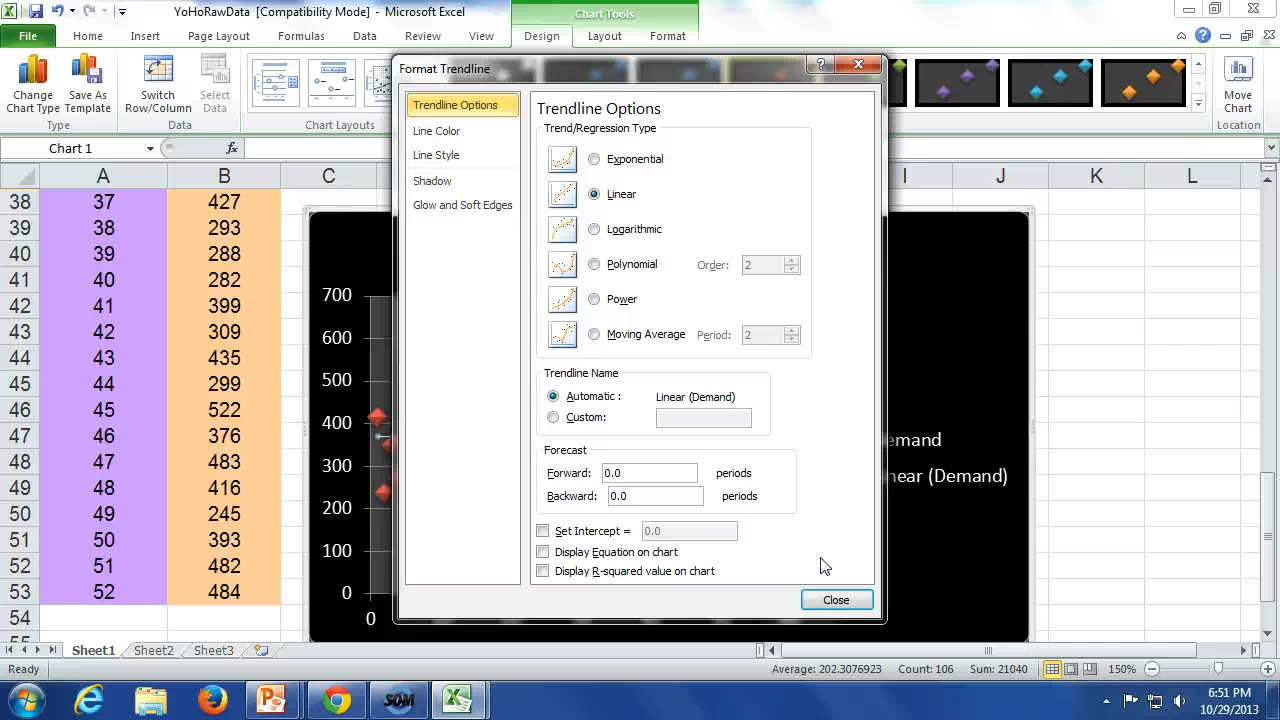 YoHoRawData [Compatibility Mode] - Microsoft Excel
Chart Tools
File Home Insert Page Layout Formulas Data Review View Design Layout Format
Change Chart Type
Save As Template
Switch Row/Column
Select Data
Move Chart
Type Data Chart Layouts Location
Chart 1 fx
A B C I J K L
38 37 427
39 38 293
40 39 288
41 40 282
42 41 399
43 42 309
44 43 435
45 44 299
46 45 522
47 46 376
48 47 483
49 48 416
50 49 245
51 50 393
52 51 482
53 52 484
54
55
700
600
500
400
300
200
100
0
0
emand
near (Demand)
Format Trendline
Trendline Options
Line Color
Line Style
Shadow
Glow and Soft Edges
Trendline Options
Trend/Regression Type
Exponential
Linear
Logarithmic
Polynomial Order: 2
Power
Moving Average Period: 2
Trendline Name
Automatic : Linear (Demand)
Custom:
Forecast
Forward: 0.0 periods
Backward: 0.0 periods
Set Intercept = 0.0
Display Equation on chart
Display R-squared value on chart
Close
Sheet1 Sheet2 Sheet3
Ready Average: 202.3076923 Count: 106 Sum: 21040 150%
SOM
6:51 PM
10/29/2013